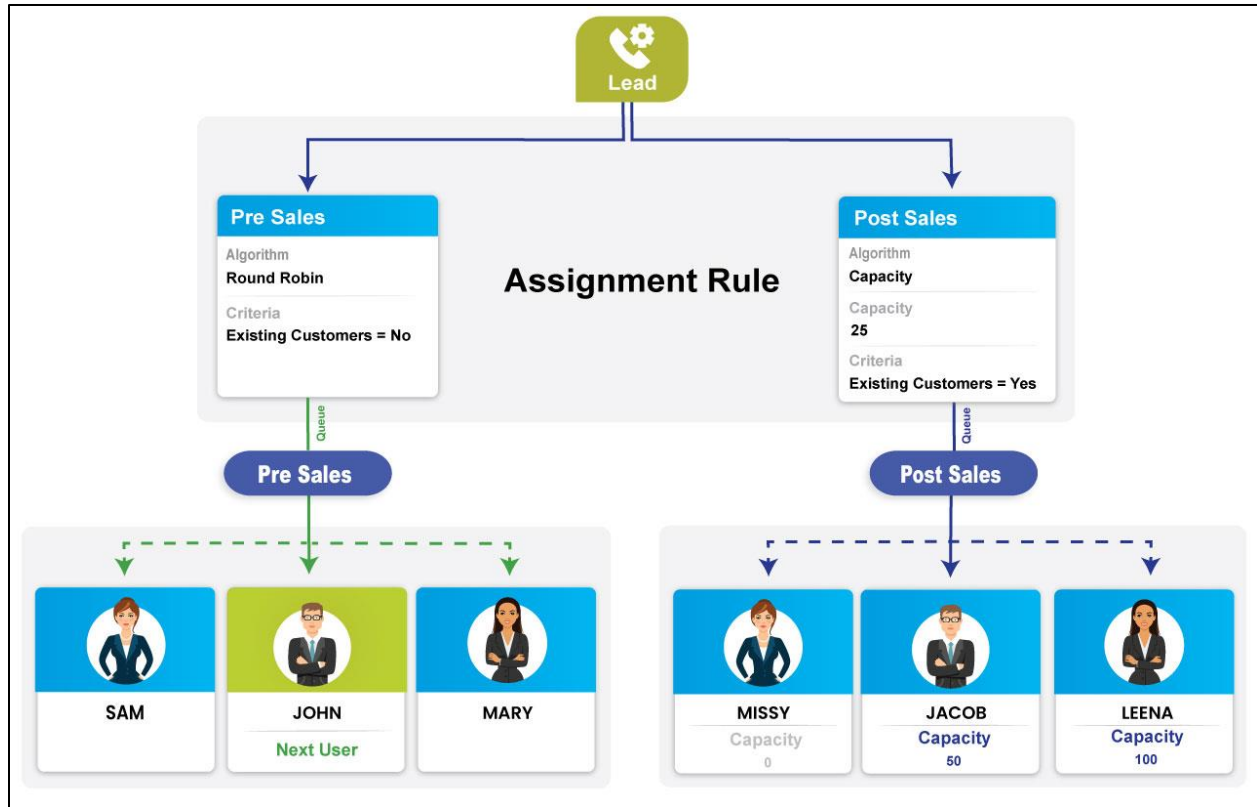 Lead
Pre Sales
Algorithm
Round Robin
Criteria
Existing Customers = No
Assignment Rule
Post Sales
Algorithm
Capacity
Capacity
25
Criteria
Existing Customers = Yes
Queue
Queue
Pre Sales
Post Sales
SAM
JOHN
Next User
MARY
MISSY
Capacity
0
JACOB
Capacity
50
LEENA
Capacity
100